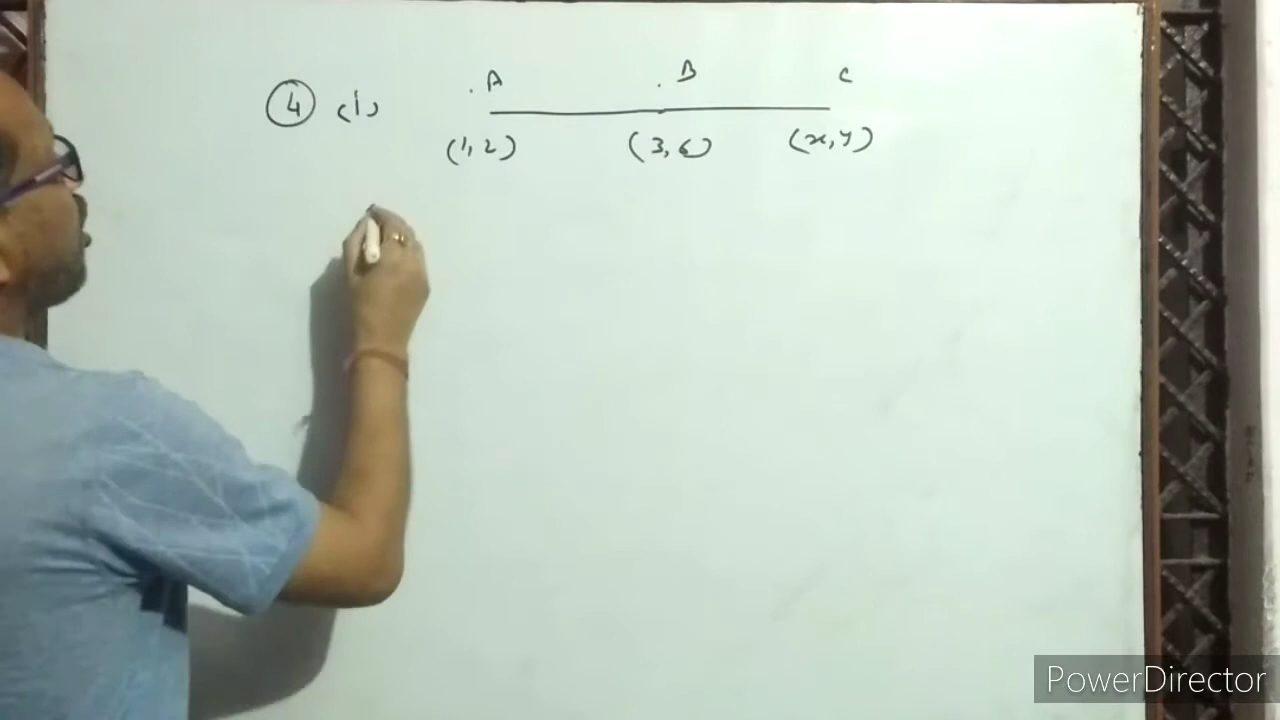 ④ (i) .A .B C
(1,2) (3,6) (x,y)
PowerDirector